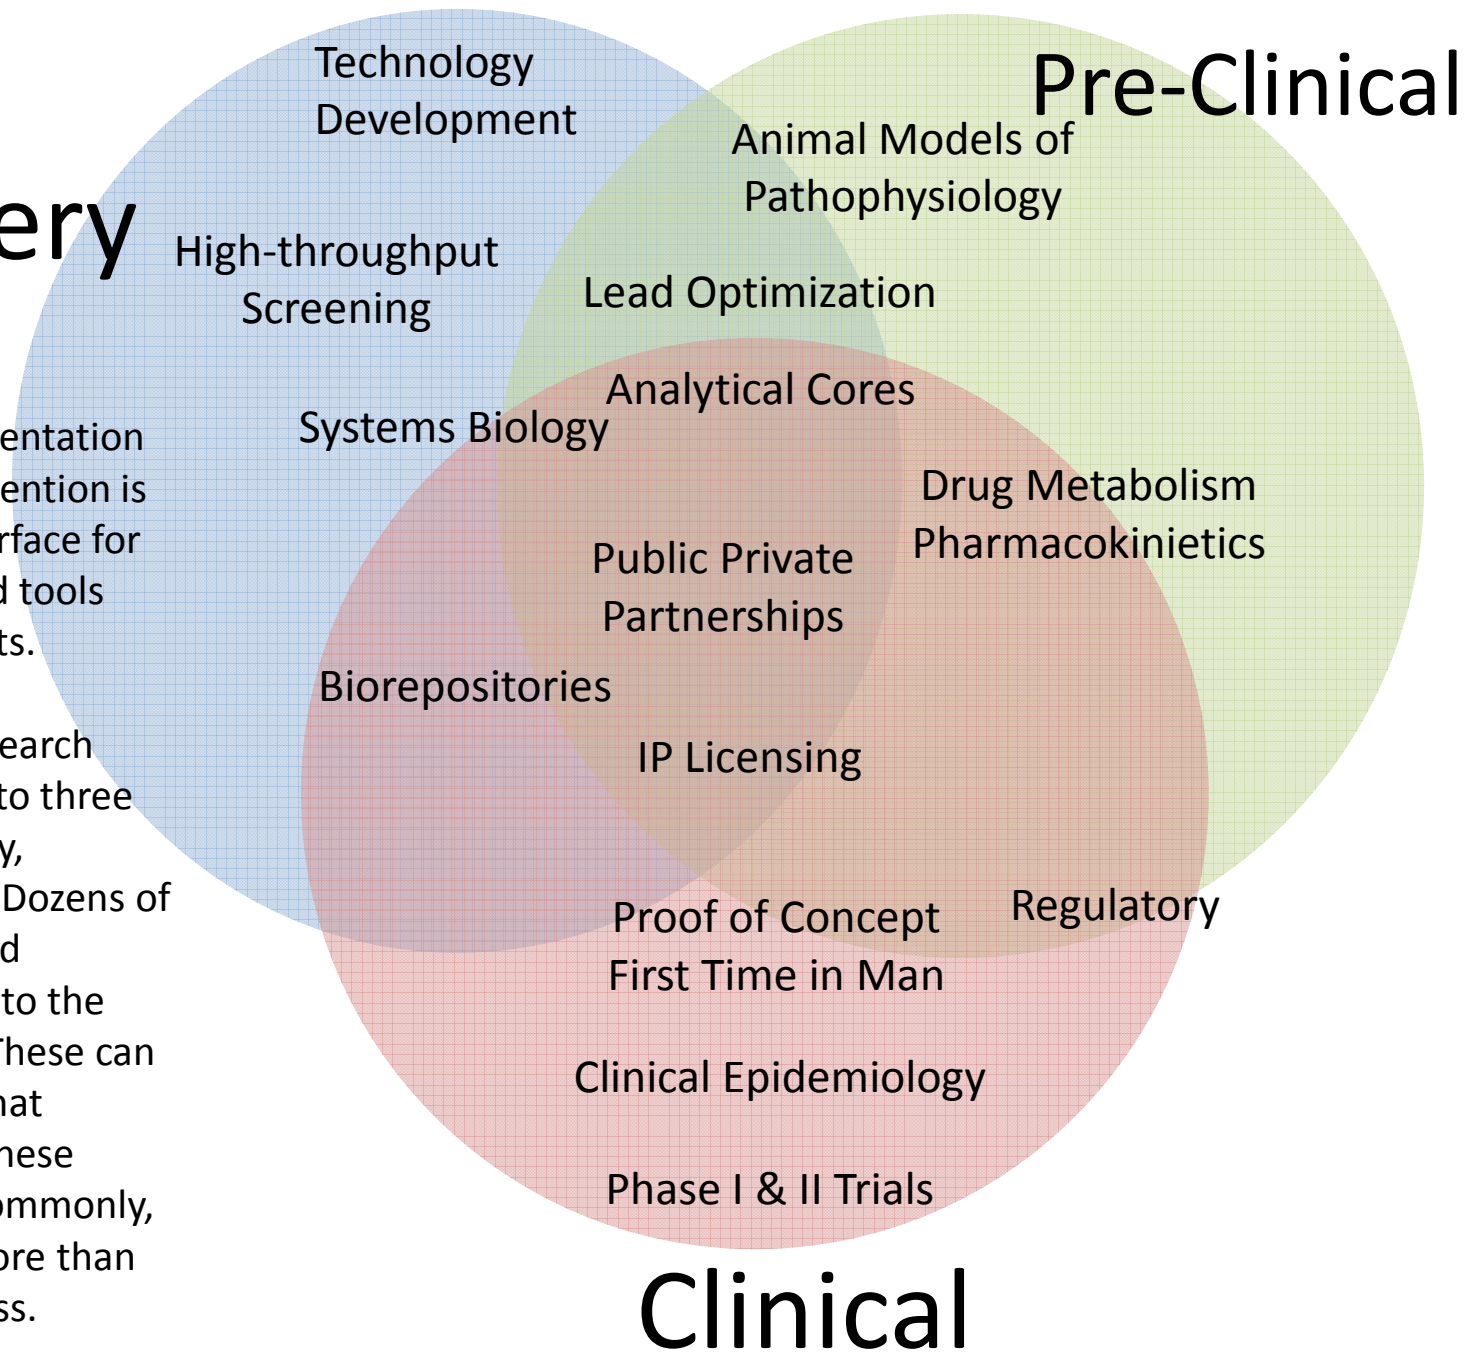 Technology
Development
Pre-Clinical
Animal Models of
Pathophysiology
ery
High-throughput
Screening
Lead Optimization
Analytical Cores
Systems Biology
Drug Metabolism
Pharmacokinietics
Public Private
Partnerships
Biorepositories
IP Licensing
Proof of Concept
First Time in Man
Regulatory
Clinical Epidemiology
Phase I & II Trials
Clinical
entation
ention is
rface for
d tools
ts.
earch
to three
y,
Dozens of
d
to the
These can
hat
hese
ommonly,
ore than
ss.